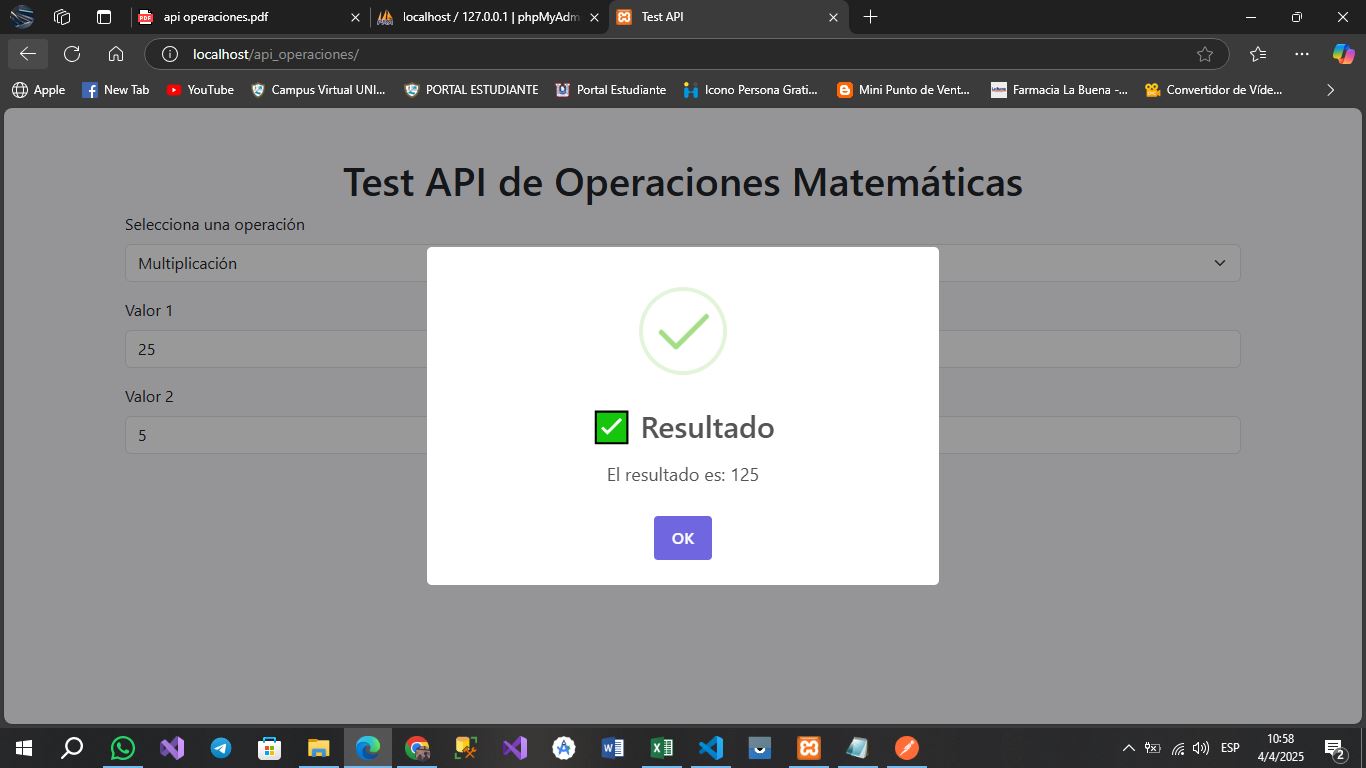 api operaciones.pdf
localhost / 127.0.0.1 | phpMyAdm
Test API
localhost/api_operaciones/
Apple
New Tab
YouTube
Campus Virtual UNI...
PORTAL ESTUDIANTE
Portal Estudiante
Icono Persona Grati...
Mini Punto de Vent...
Farmacia La Buena -...
Convertidor de Víde...
Test API de Operaciones Matemáticas
Selecciona una operación
Multiplicación
Valor 1
25
Valor 2
5
Resultado
El resultado es: 125
OK
ESP
10:58
4/4/2025
2